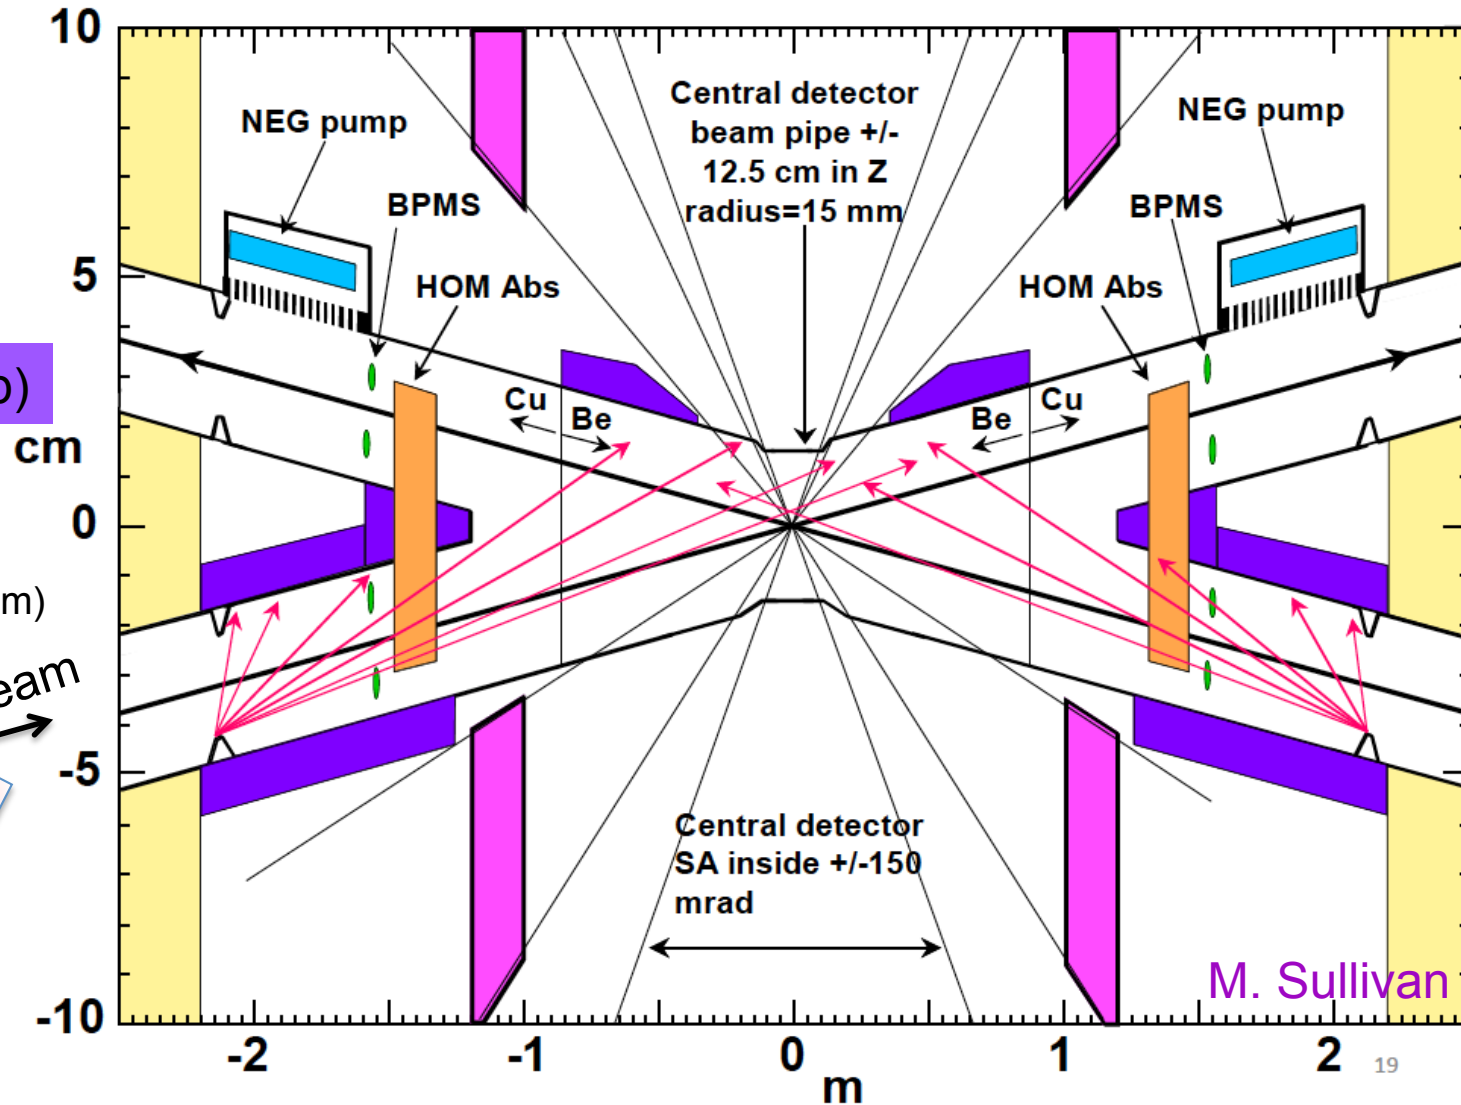 10
Central detector
beam pipe +/-
12.5 cm in Z
radius=15 mm
NEG pump
NEG pump
BPMS
BPMS
HOM Abs
HOM Abs
5
cm
Cu
Be
Be
Cu
0
m)
-5
Central detector
SA inside +/-150
mrad
M. Sullivan
-10
-2
-1
0
1
2
19
m